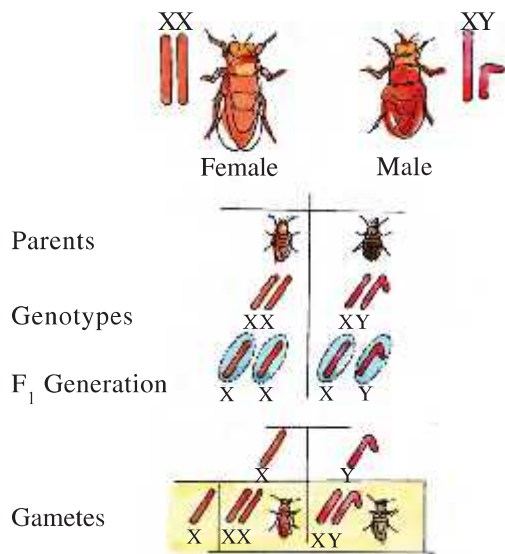 XX XY
Female Male
Parents
Genotypes XX XY
F₁ Generation X X X Y
X Y
Gametes X XX XY